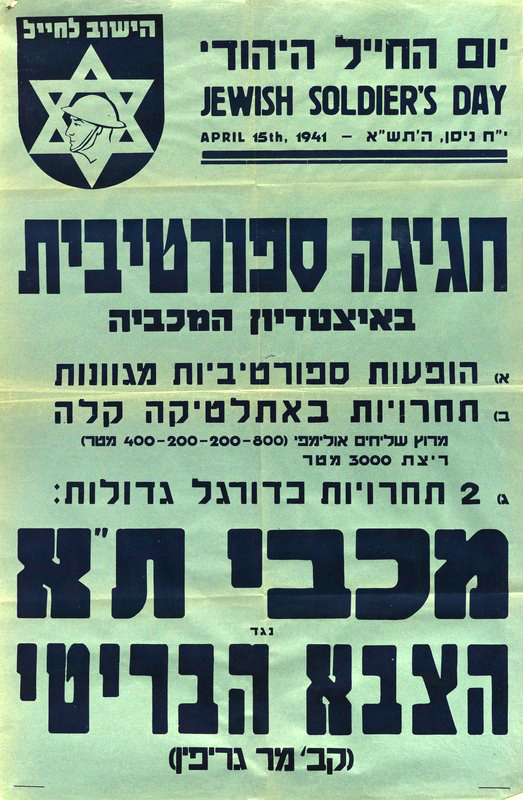 הישוב לחייל
יום החייל היהודי
JEWISH SOLDIER'S DAY
APRIL 15th, 1941 – י"ח ניסן, ה'תש"א
חגיגה ספורטיבית
באיצטדיון המכביה
א) הופעות ספורטיביות מגוונות
ב) תחרויות באתלטיקה קלה
מרוץ שליחים אולימפי (800–200–200–400 מטר)
ריצת 3000 מטר
ג) 2 תחרויות כדורגל גדולות:
מכבי ת"א
נגד
הצבא הבריטי
(קב' מר גריפין)